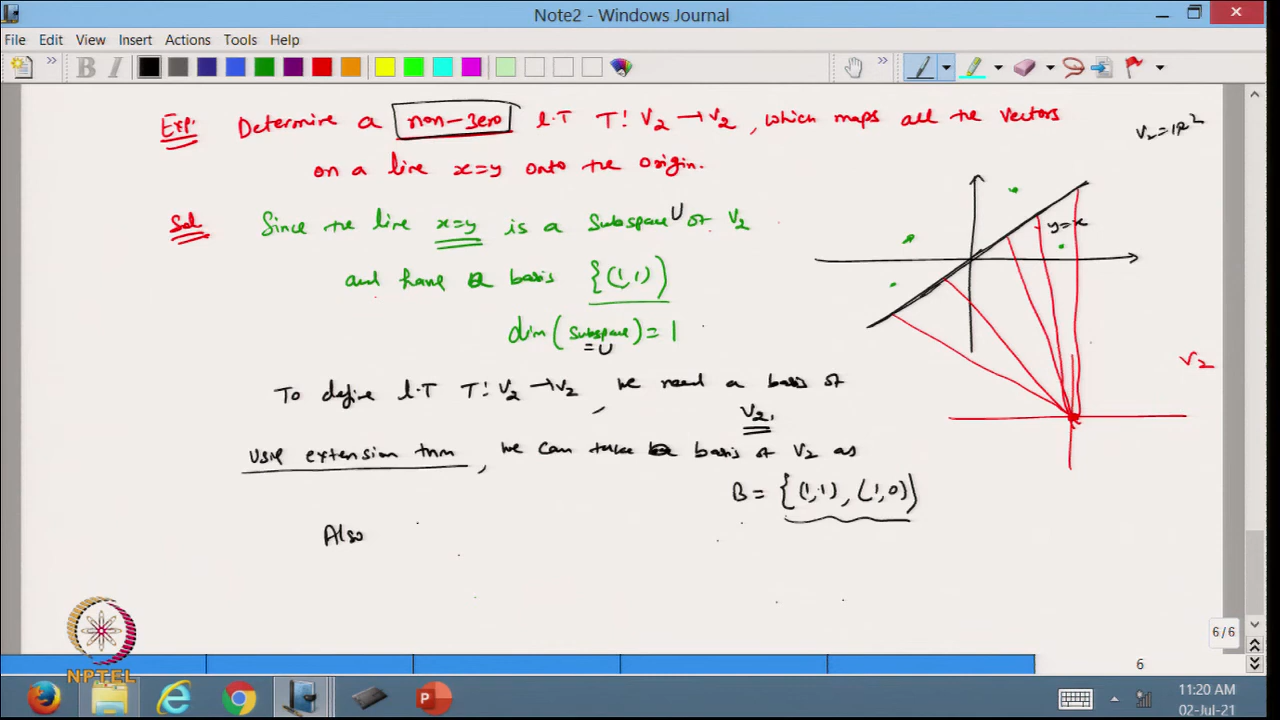 Note2 - Windows Journal
File Edit View Insert Actions Tools Help
Exp: Determine a non-zero l.T T: V2 → V2, which maps all the vectors
on a line x=y onto the origin.
V2 = IR^2
Sol Since the line x=y is a Subspace U of V2
y=x
and have a basis {(1,1)}
dim(subspace) = 1
=U
V2
To define l.T T: V2 → V2, we need a basis of
V2.
Using extension thm, we can take a basis of V2 as
B = {(1,1), (1,0)}
Also
6/6
NPTEL
6
11:20 AM
02-Jul-21